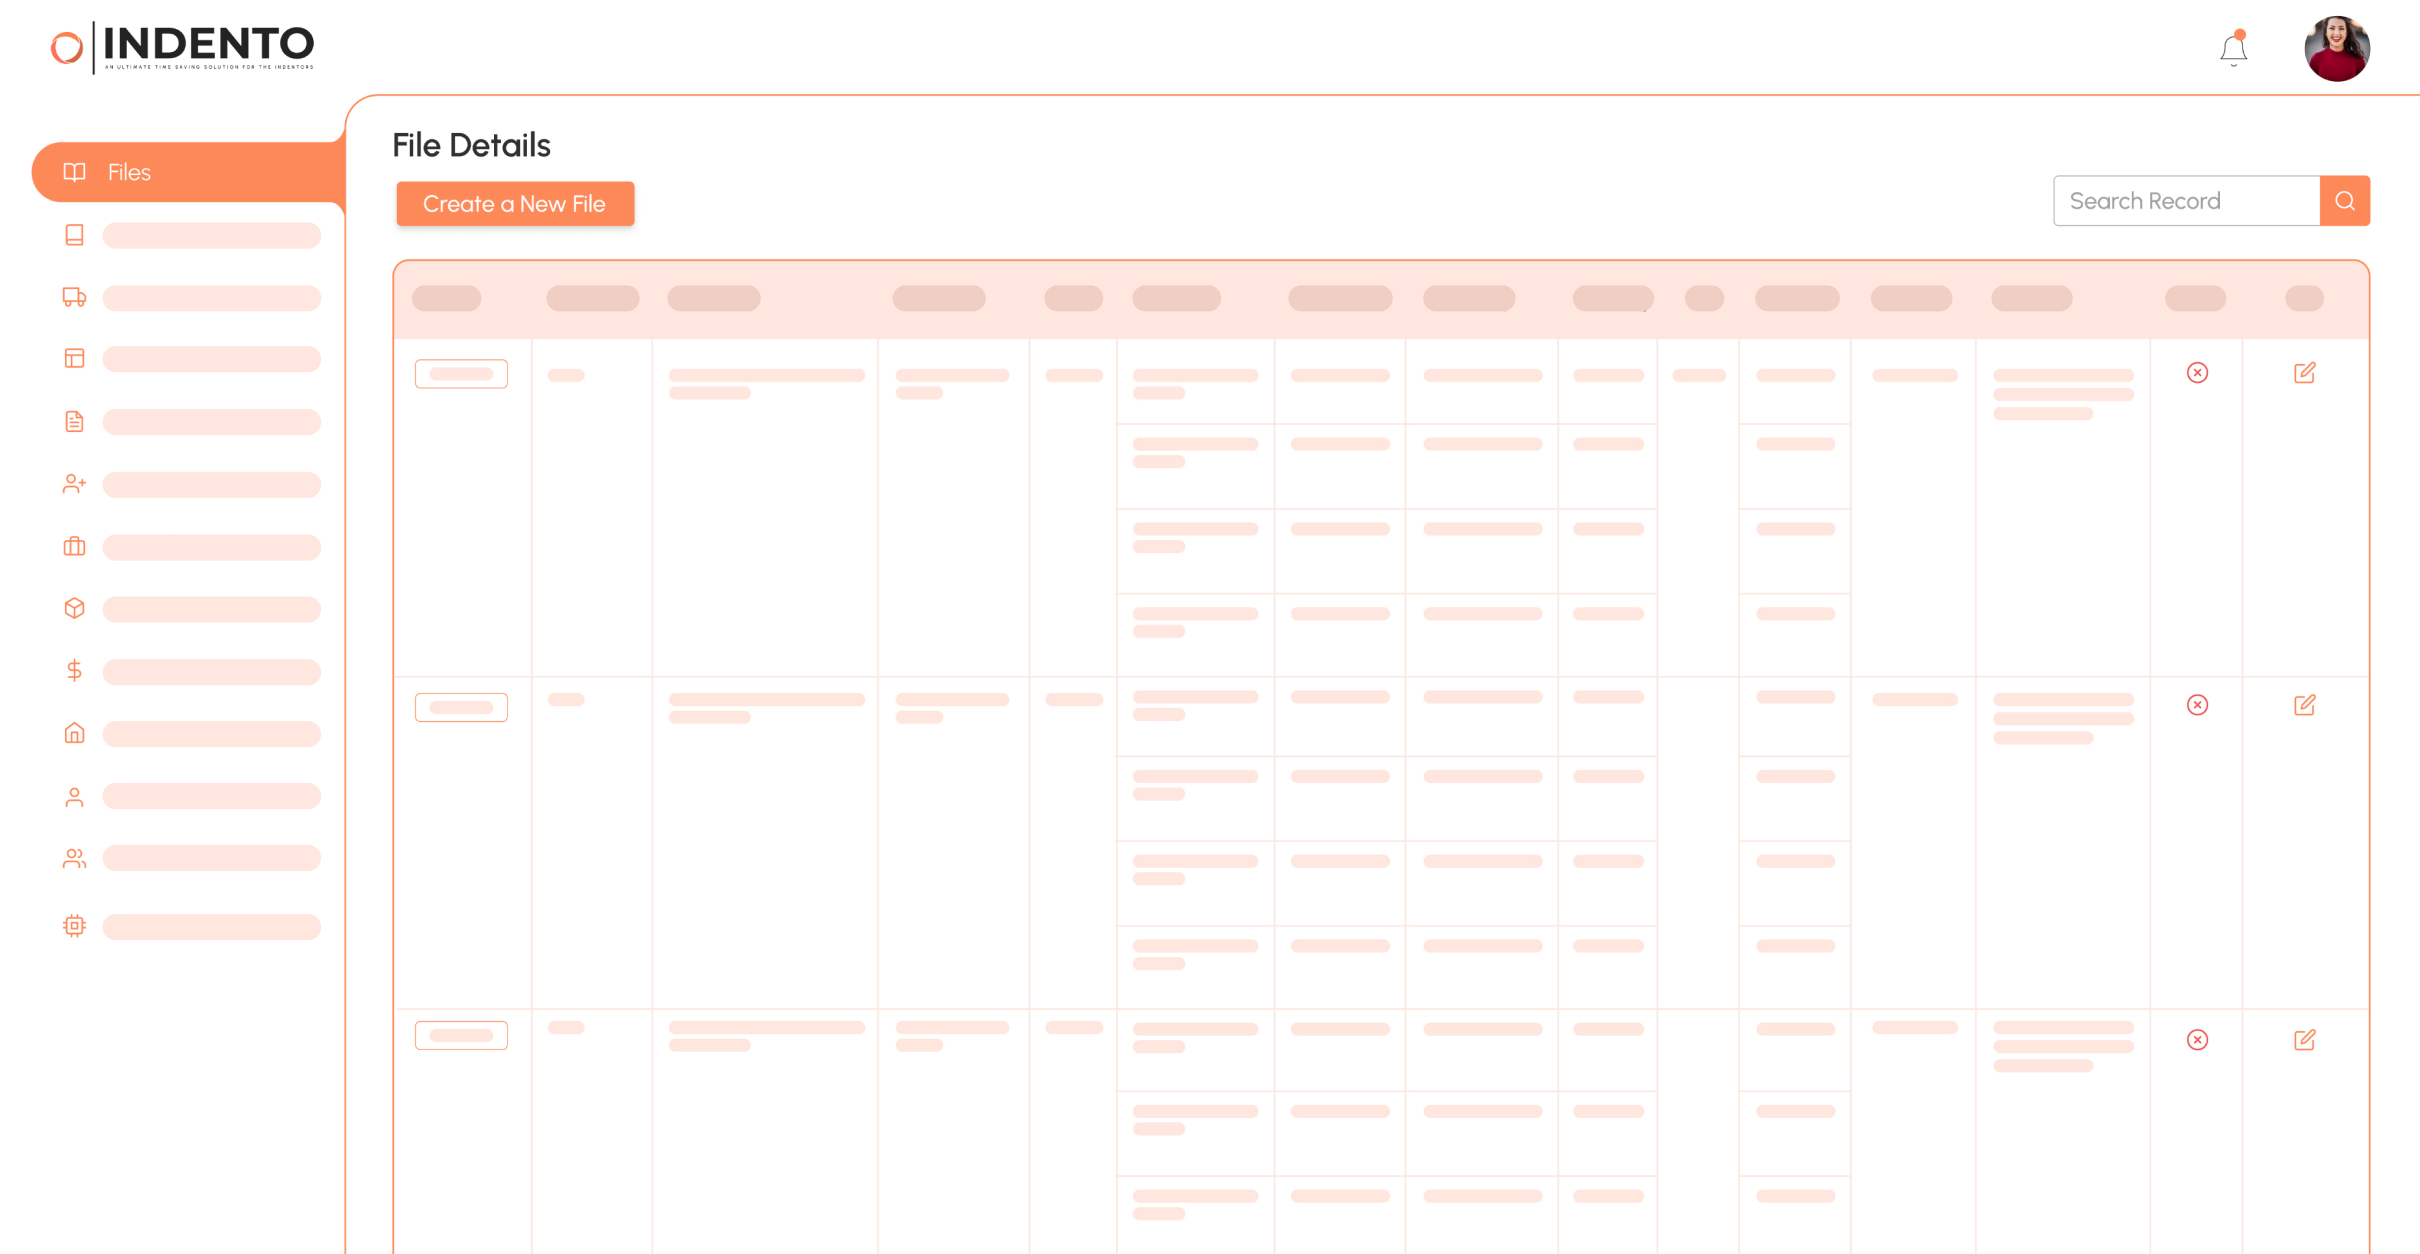 INDENTO
AN ULTIMATE TIME SAVING SOLUTION FOR THE INDENTORS
Files
File Details
Create a New File
Search Record